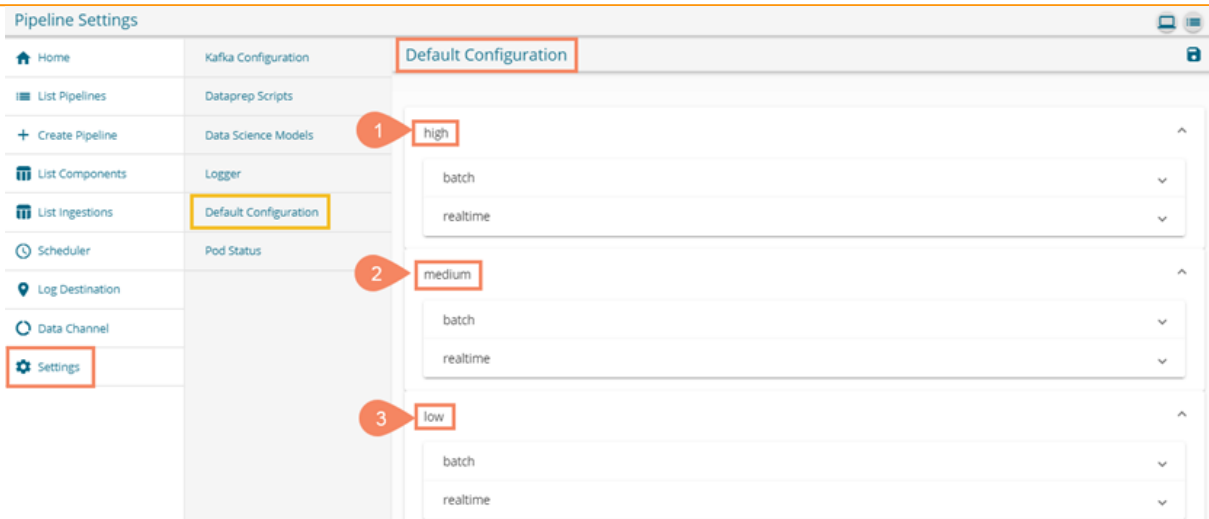 Pipeline Settings
Home
List Pipelines
Create Pipeline
List Components
List Ingestions
Scheduler
Log Destination
Data Channel
Settings
Kafka Configuration
Dataprep Scripts
Data Science Models
Logger
Default Configuration
Pod Status
Default Configuration
1
high
batch
realtime
2
medium
batch
realtime
3
low
batch
realtime